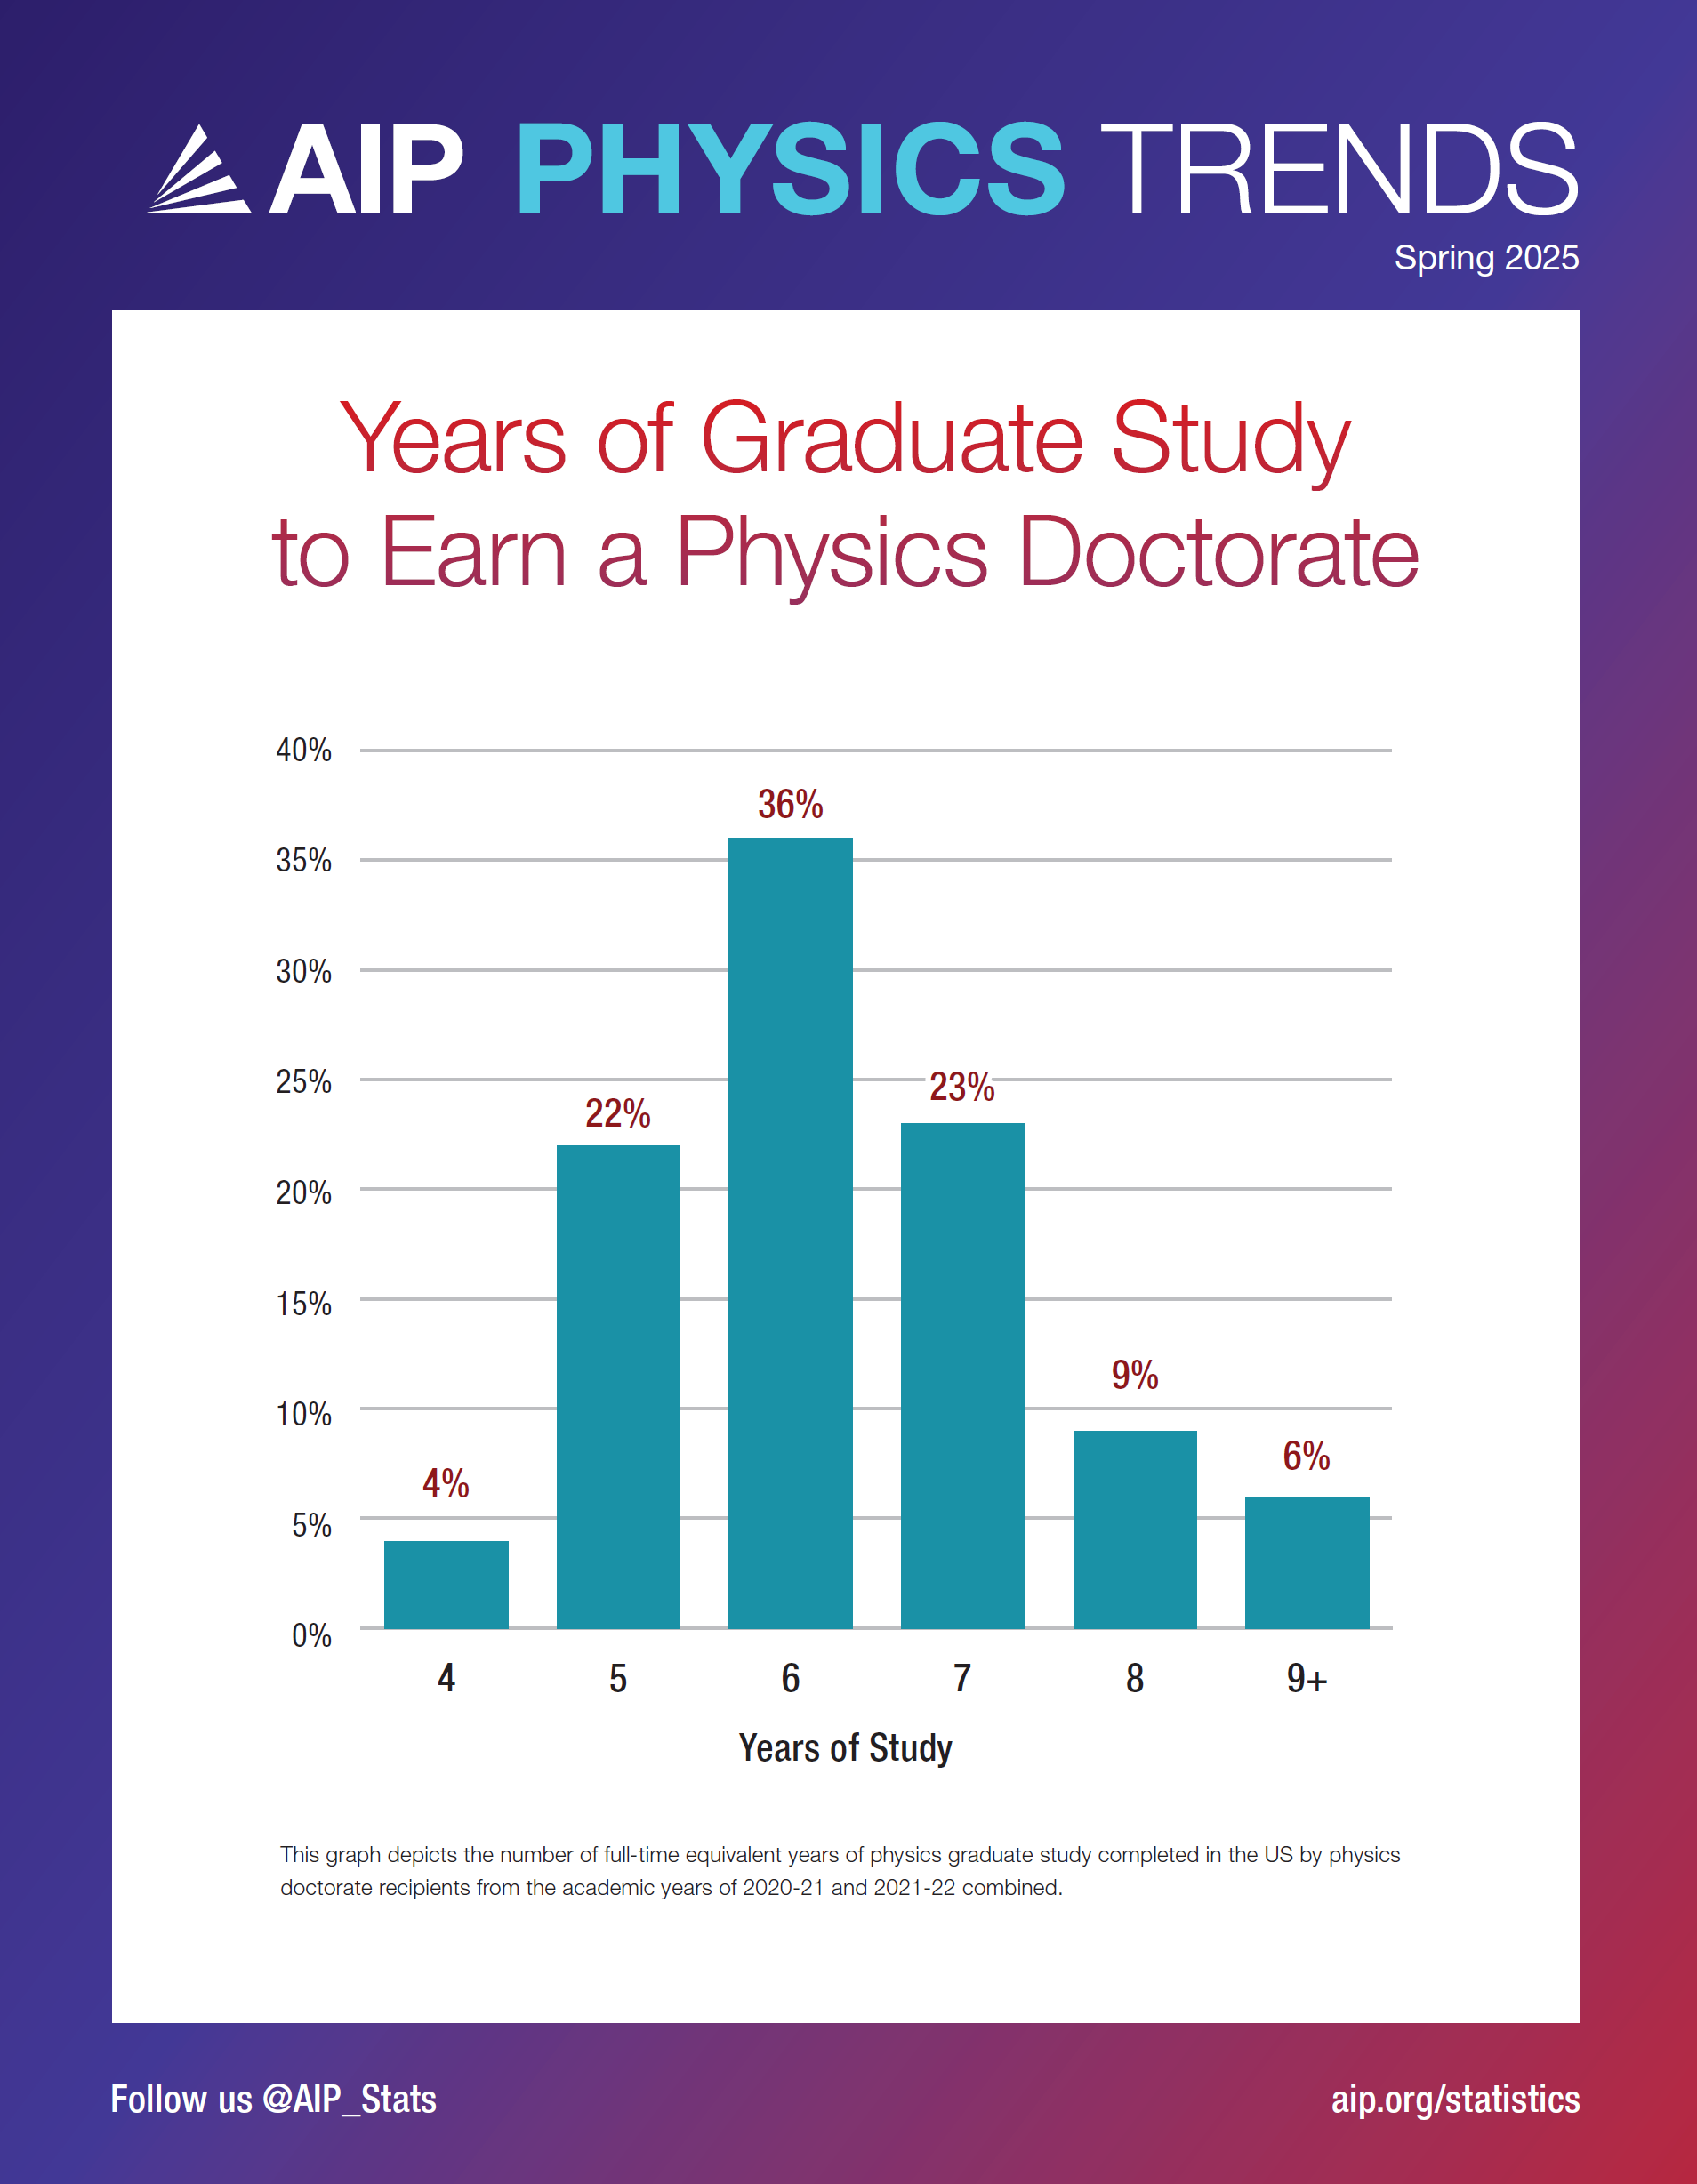 AIP PHYSICS TRENDS
Spring 2025
Years of Graduate Study
to Earn a Physics Doctorate
40%
35%
30%
25%
20%
15%
10%
5%
0%
4%
22%
36%
23%
9%
6%
4 5 6 7 8 9+
Years of Study
This graph depicts the number of full-time equivalent years of physics graduate study completed in the US by physics
doctorate recipients from the academic years of 2020-21 and 2021-22 combined.
Follow us @AIP_Stats
aip.org/statistics